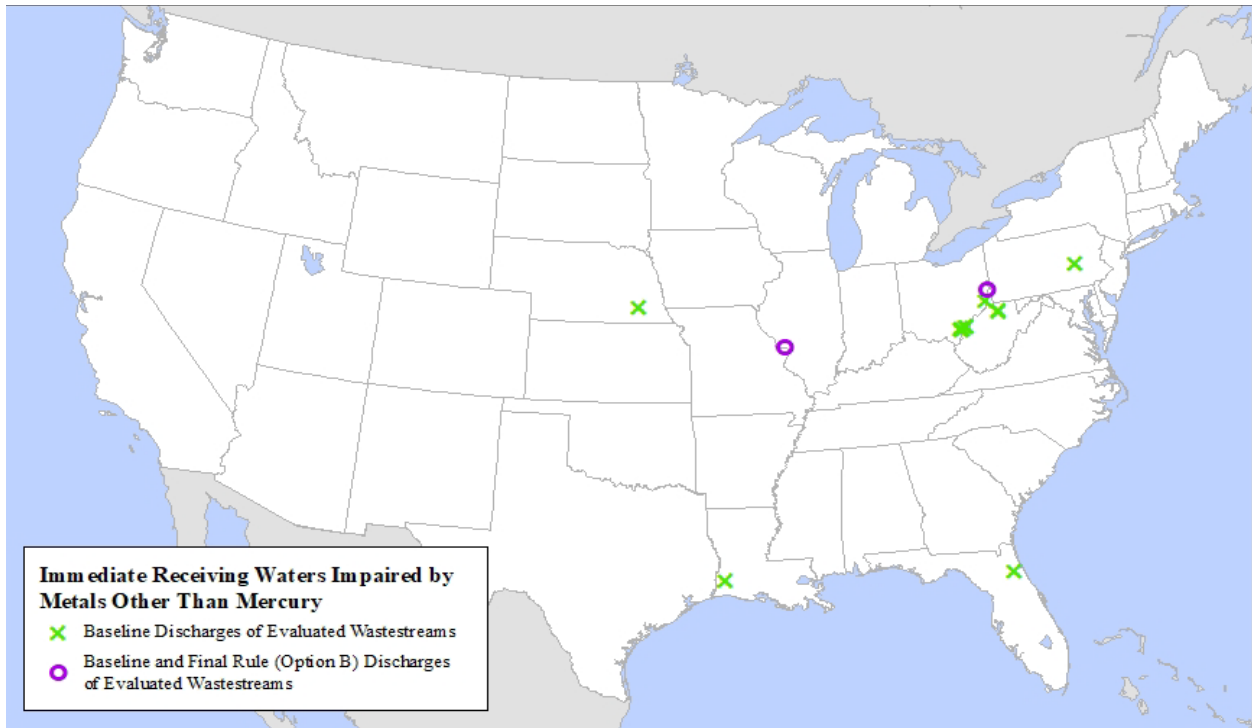 Immediate Receiving Waters Impaired by
Metals Other Than Mercury
Baseline Discharges of Evaluated Wastestreams
Baseline and Final Rule (Option B) Discharges
of Evaluated Wastestreams